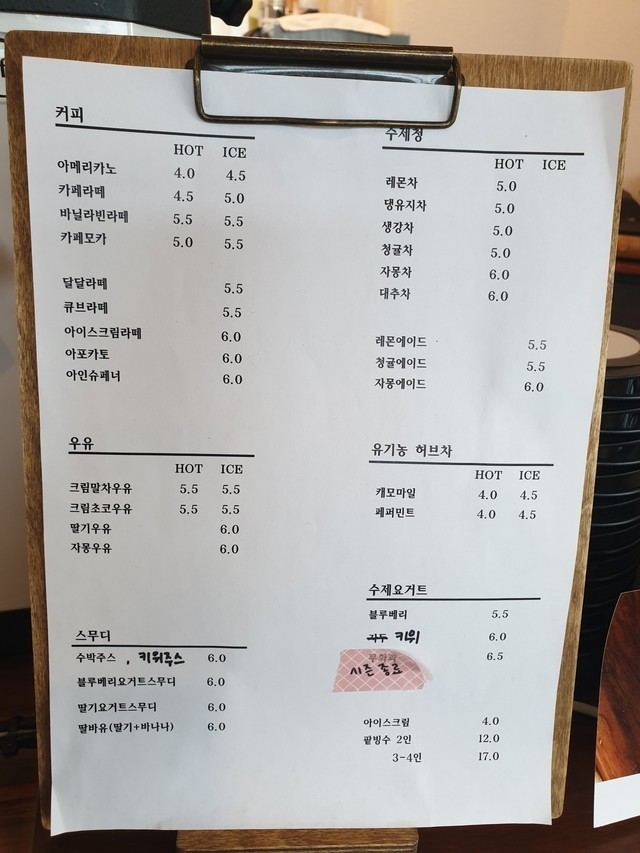 커피
HOT ICE
아메리카노 4.0 4.5
카페라떼 4.5 5.0
바닐라빈라떼 5.5 5.5
카페모카 5.0 5.5
달달라떼 5.5
큐브라떼 5.5
아이스크림라떼 6.0
아포카토 6.0
아인슈페너 6.0
우유
HOT ICE
크림말차우유 5.5 5.5
크림초코우유 5.5 5.5
딸기우유 6.0
자몽우유 6.0
스무디
수박주스 , 키위주스 6.0
블루베리요거트스무디 6.0
딸기요거트스무디 6.0
딸바유(딸기+바나나) 6.0
수제청
HOT ICE
레몬차 5.0
댕유지차 5.0
생강차 5.0
청귤차 5.0
자몽차 6.0
대추차 6.0
레몬에이드 5.5
청귤에이드 5.5
자몽에이드 6.0
유기농 허브차
HOT ICE
캐모마일 4.0 4.5
페퍼민트 4.0 4.5
수제요거트
블루베리 5.5
키위 6.0
무화과 6.5
시즌 종료
아이스크림 4.0
팥빙수 2인 12.0
3-4인 17.0